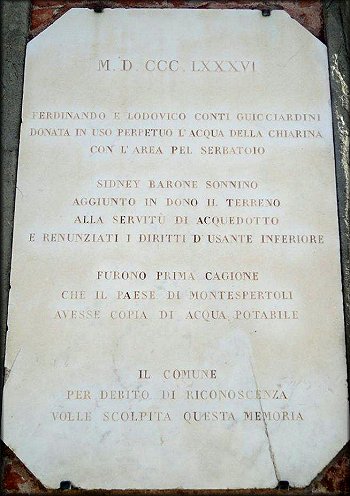 M. D. CCC. LXXXVI
FERDINANDO E LODOVICO CONTI GUICCIARDINI
DONATA IN USO PERPETUO L'ACQUA DELLA CHIARINA
CON L'AREA PEL SERBATOIO
SIDNEY BARONE SONNINO
AGGIUNTO IN DONO IL TERRENO
ALLA SERVITÙ DI ACQUEDOTTO
E RENUNZIATI I DIRITTI D'USANTE INFERIORE
FURONO PRIMA CAGIONE
CHE IL PAESE DI MONTESPERTOLI
AVESSE COPIA DI ACQUA POTABILE
IL COMUNE
PER DEBITO DI RICONOSCENZA
VOLLE SCOLPITA QUESTA MEMORIA